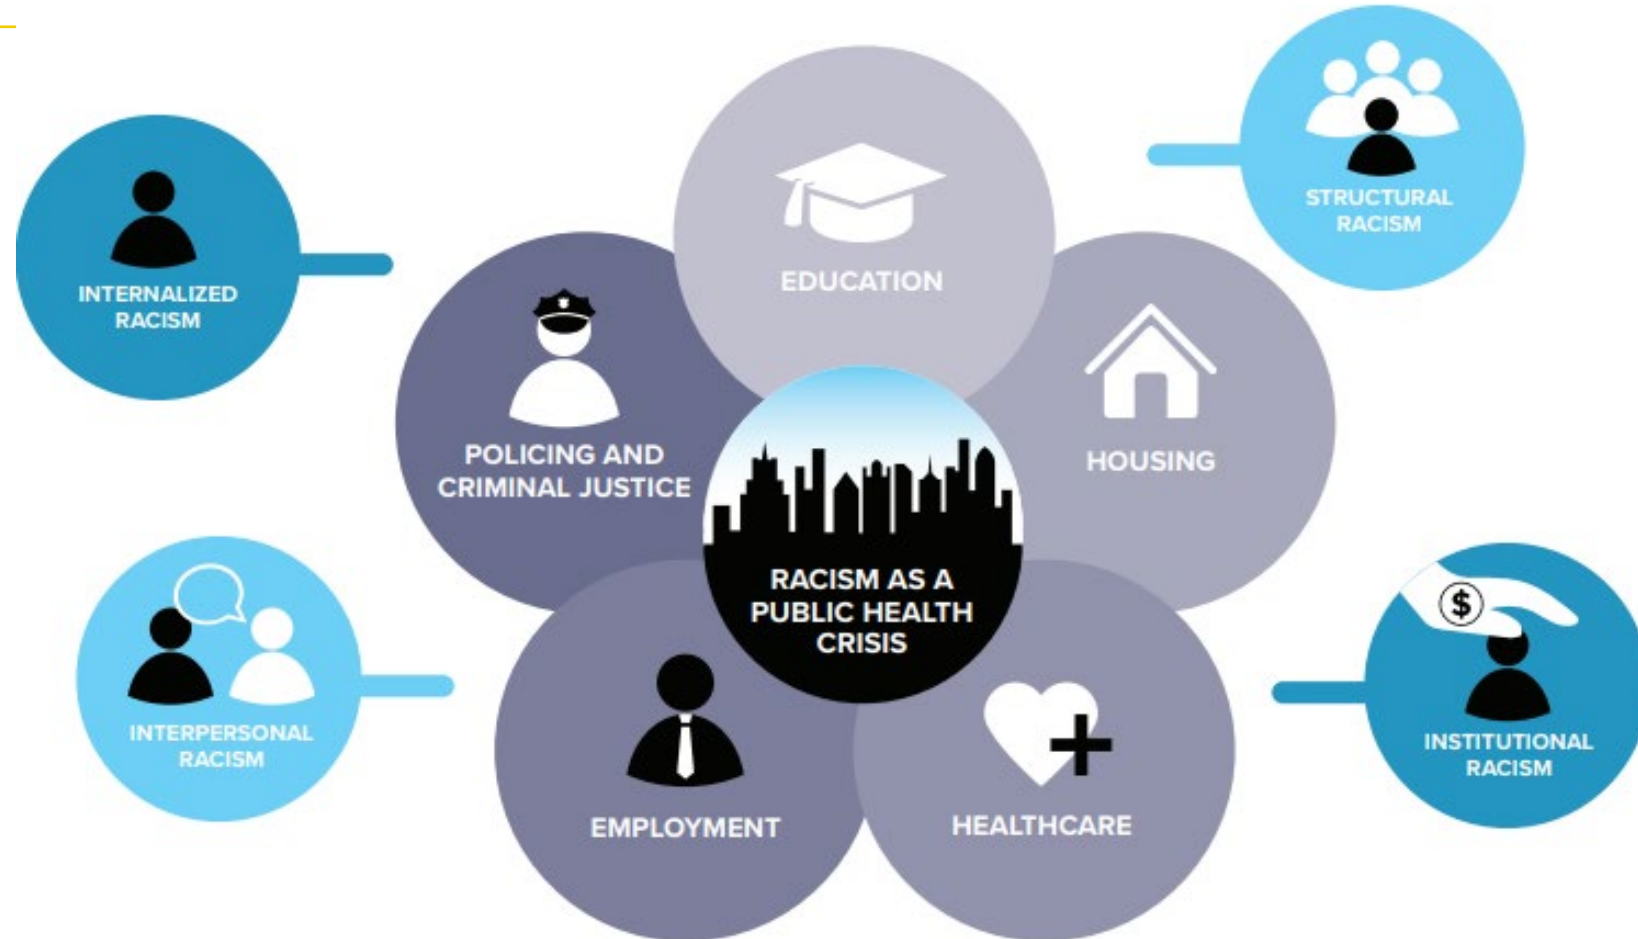 STRUCTURAL
RACISM
EDUCATION
INTERNALIZED
RACISM
POLICING AND
CRIMINAL JUSTICE
HOUSING
RACISM AS A
PUBLIC HEALTH
CRISIS
$
INTERPERSONAL
RACISM
INSTITUTIONAL
RACISM
EMPLOYMENT
HEALTHCARE